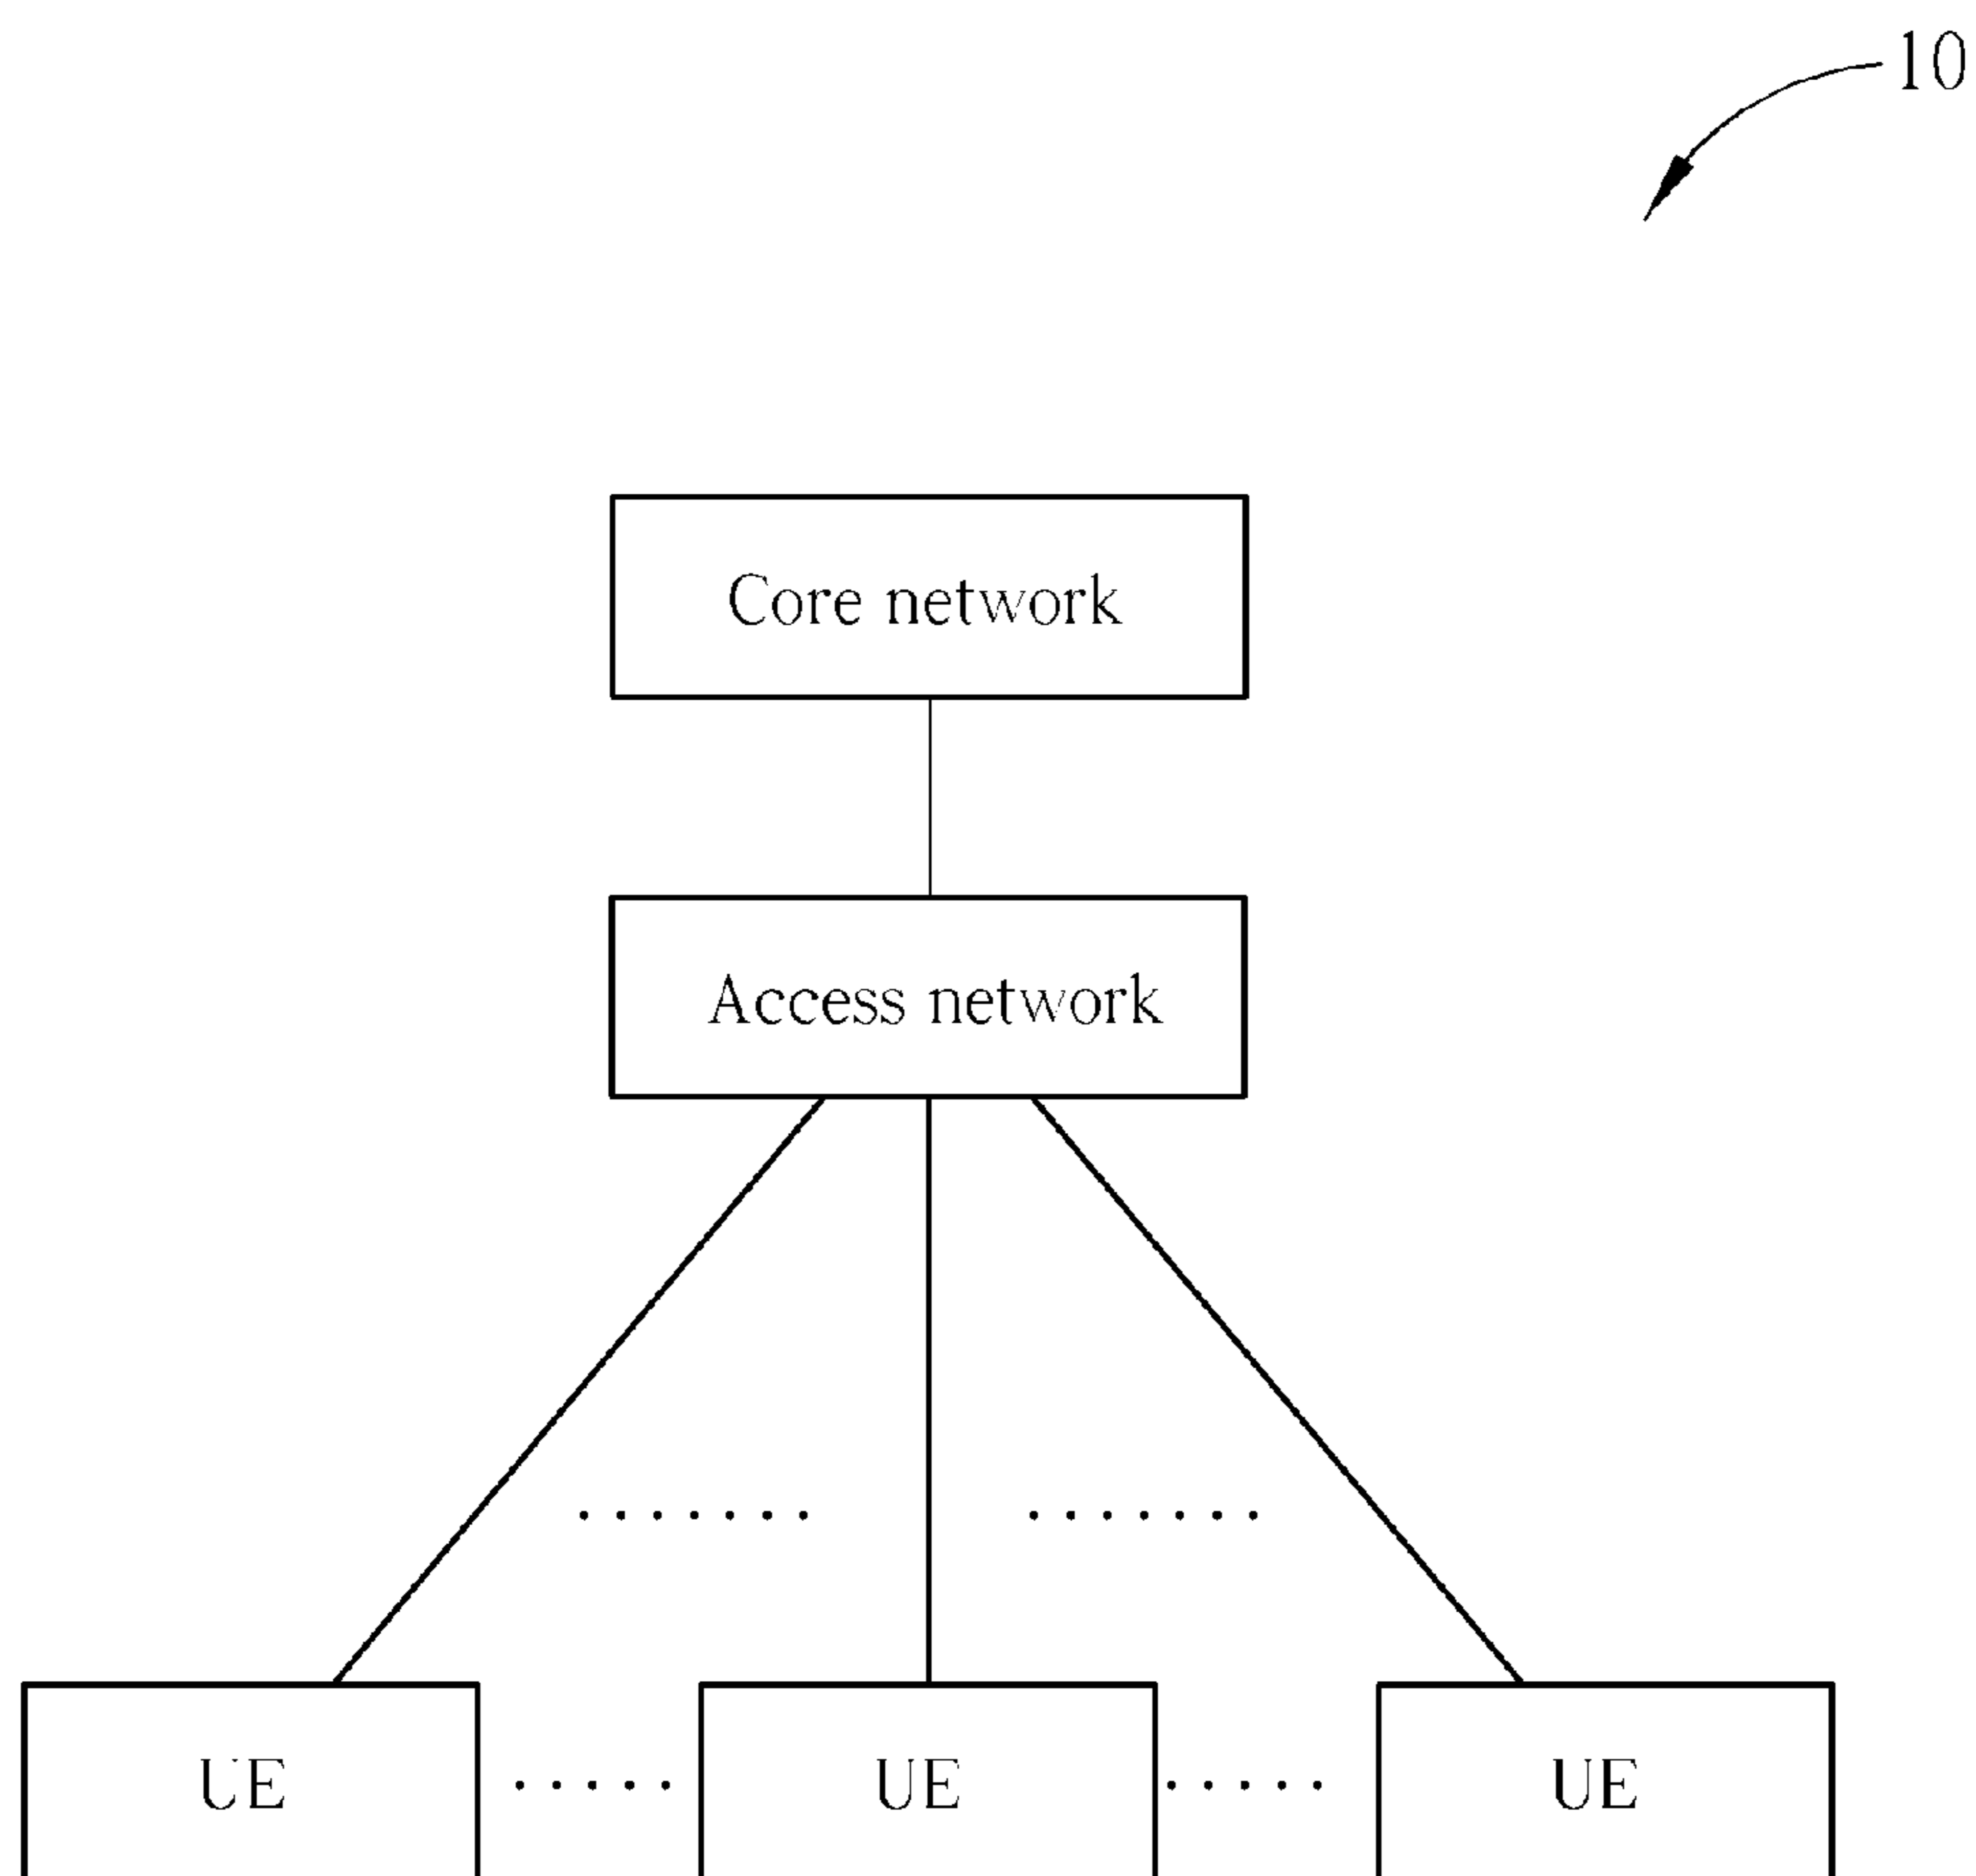 10
Core network
Access network
UE ..... UE ..... UE